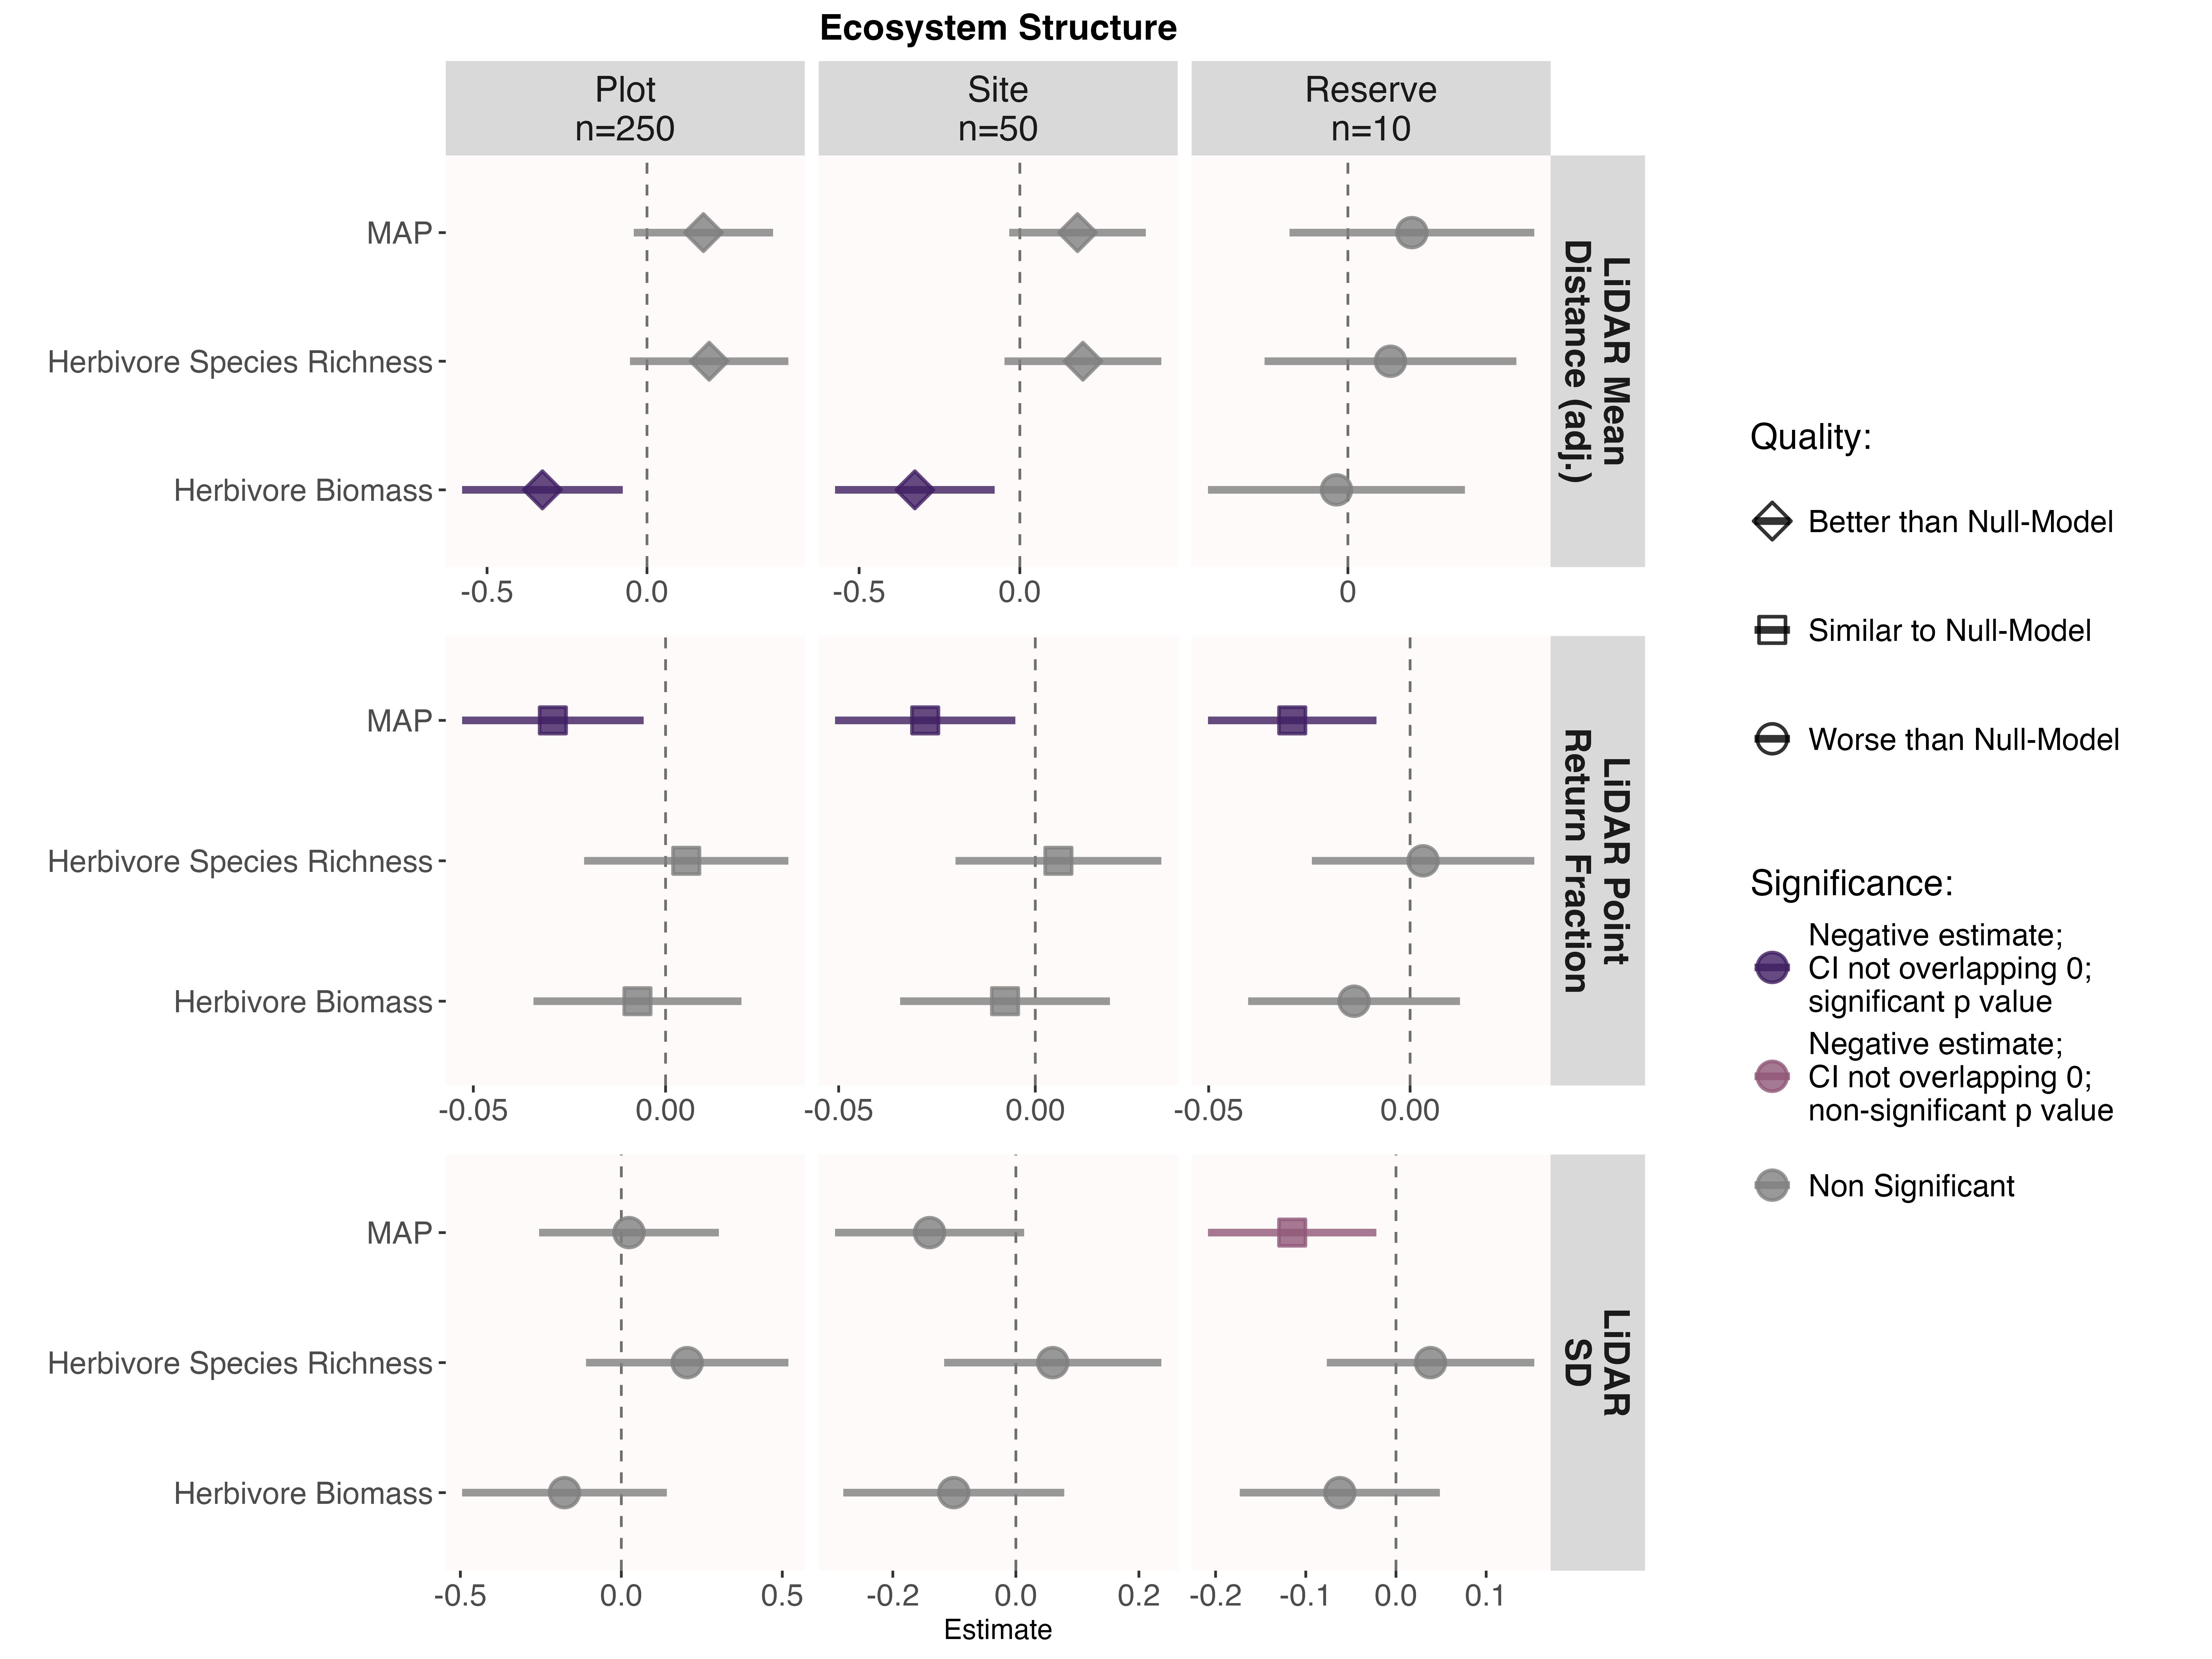 Ecosystem Structure
Plot
n=250
Site
n=50
Reserve
n=10
MAP
Herbivore Species Richness
Herbivore Biomass
-0.5
0.0
-0.5
0.0
0
LiDAR Mean
Distance (adj.)
MAP
Herbivore Species Richness
Herbivore Biomass
-0.05
0.00
-0.05
0.00
-0.05
0.00
LiDAR Point
Return Fraction
MAP
Herbivore Species Richness
Herbivore Biomass
-0.5
0.0
0.5
-0.2
0.0
0.2
-0.2
-0.1
0.0
0.1
LiDAR
SD
Estimate
Quality:
Better than Null-Model
Similar to Null-Model
Worse than Null-Model
Significance:
Negative estimate;
CI not overlapping 0;
significant p value
Negative estimate;
CI not overlapping 0;
non-significant p value
Non Significant